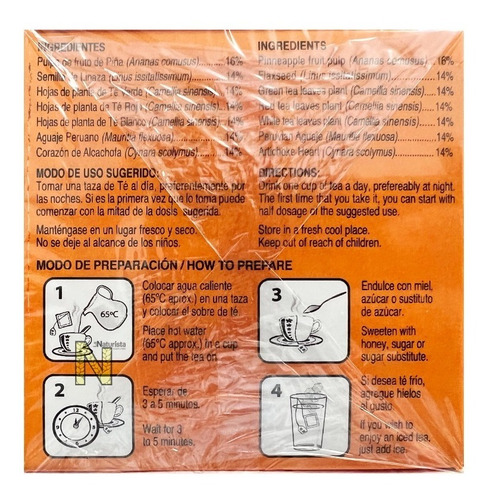 INGREDIENTES
Pulpa de fruto de Piña (Ananas comusus)......16%
Semilla de Linaza (Linus issitalissimum).........14%
Hojas de planta de Té Verde (Camellia sinensis)......14%
Hojas de planta de Té Rojo (Camellia sinensis)........14%
Hojas de planta de Té Blanco (Camellia sinensis).....14%
Aguaje Peruano (Mauritia flexuosa)................14%
Corazón de Alcachofa (Cynara scolymus)..........14%
MODO DE USO SUGERIDO:
Tomar una taza de Té al día, preferentemente por
las noches. Si es la primera vez que lo toma puede
comenzar con la mitad de la dosis sugerida.
Manténgase en un lugar fresco y seco.
No se deje al alcance de los niños.
INGREDIENTS
Pineapple fruit pulp (Ananas comusus)...........16%
Flaxseed (Linus issitalissimum)....................14%
Green tea leaves plant (Camellia sinensis).......14%
Red tea leaves plant (Camellia sinensis)..........14%
White tea leaves plant (Camellia sinensis)........14%
Peruvian Aguaje (Mauritia flexuosa)...............14%
Artichoke Heart (Cynara scolymus)..................14%
DIRECTIONS:
Drink one cup of tea a day, prefereably at night.
The first time that you take it, you can start with
half dosage of the suggested use.
Store in a fresh cool place.
Keep out of reach of children.
MODO DE PREPARACIÓN / HOW TO PREPARE
1
65ºC
Colocar agua caliente
(65ºC aprox.) en una taza
y colocar el sobre de té.
Place hot water
(65ºC approx.) in a cup
and put the tea on.
Naturista
N
2
Esperar de
3 a 5 minutos.
Wait for 3
to 5 minutes.
3
Endulce con miel,
azúcar o sustituto
de azúcar.
Sweeten with
honey, sugar or
sugar substitute.
4
Si desea té frío,
agregue hielos
al gusto.
If you wish to
enjoy an iced tea,
just add ice.